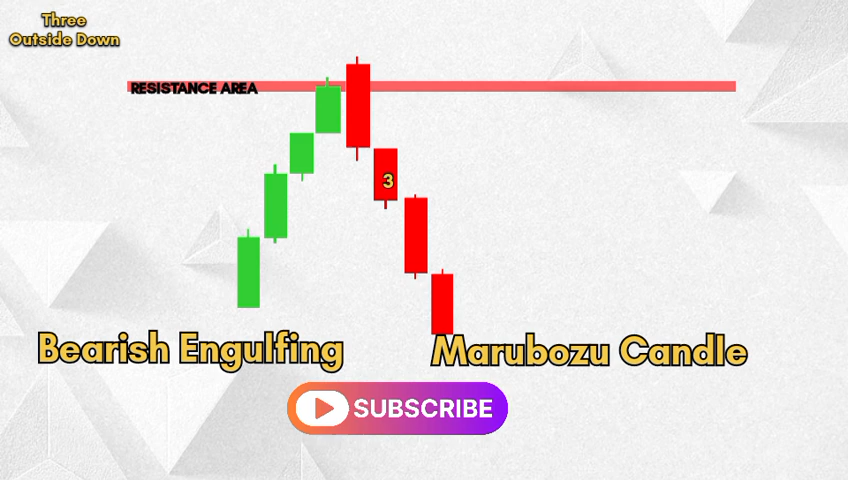 Three
Outside Down
RESISTANCE AREA
3
Bearish Engulfing
Marubozu Candle
SUBSCRIBE